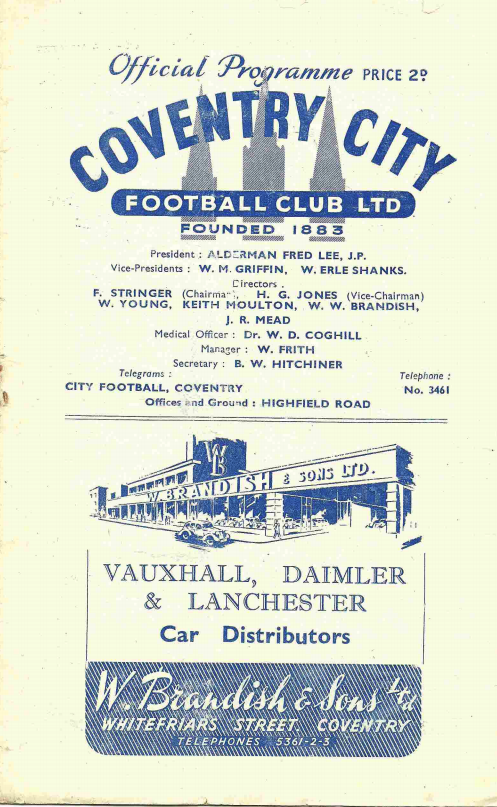 Official Programme PRICE 2D
COVENTRY CITY
FOOTBALL CLUB LTD
FOUNDED 1883
President : ALDERMAN FRED LEE, J.P.
Vice-Presidents : W. M. GRIFFIN, W. ERLE SHANKS.
Directors :
F. STRINGER (Chairman), H. G. JONES (Vice-Chairman)
W. YOUNG, KEITH MOULTON, W. W. BRANDISH,
J. R. MEAD
Medical Officer : Dr. W. D. COGHILL
Manager : W. FRITH
Secretary : B. W. HITCHINER
Telegrams :
CITY FOOTBALL, COVENTRY
Telephone :
No. 3461
Offices and Ground : HIGHFIELD ROAD
WB
W. BRANDISH & SONS LTD.
VAUXHALL, DAIMLER
& LANCHESTER
Car Distributors
W. Brandish & Sons Ltd
WHITEFRIARS STREET, COVENTRY
TELEPHONES 5361-2-3